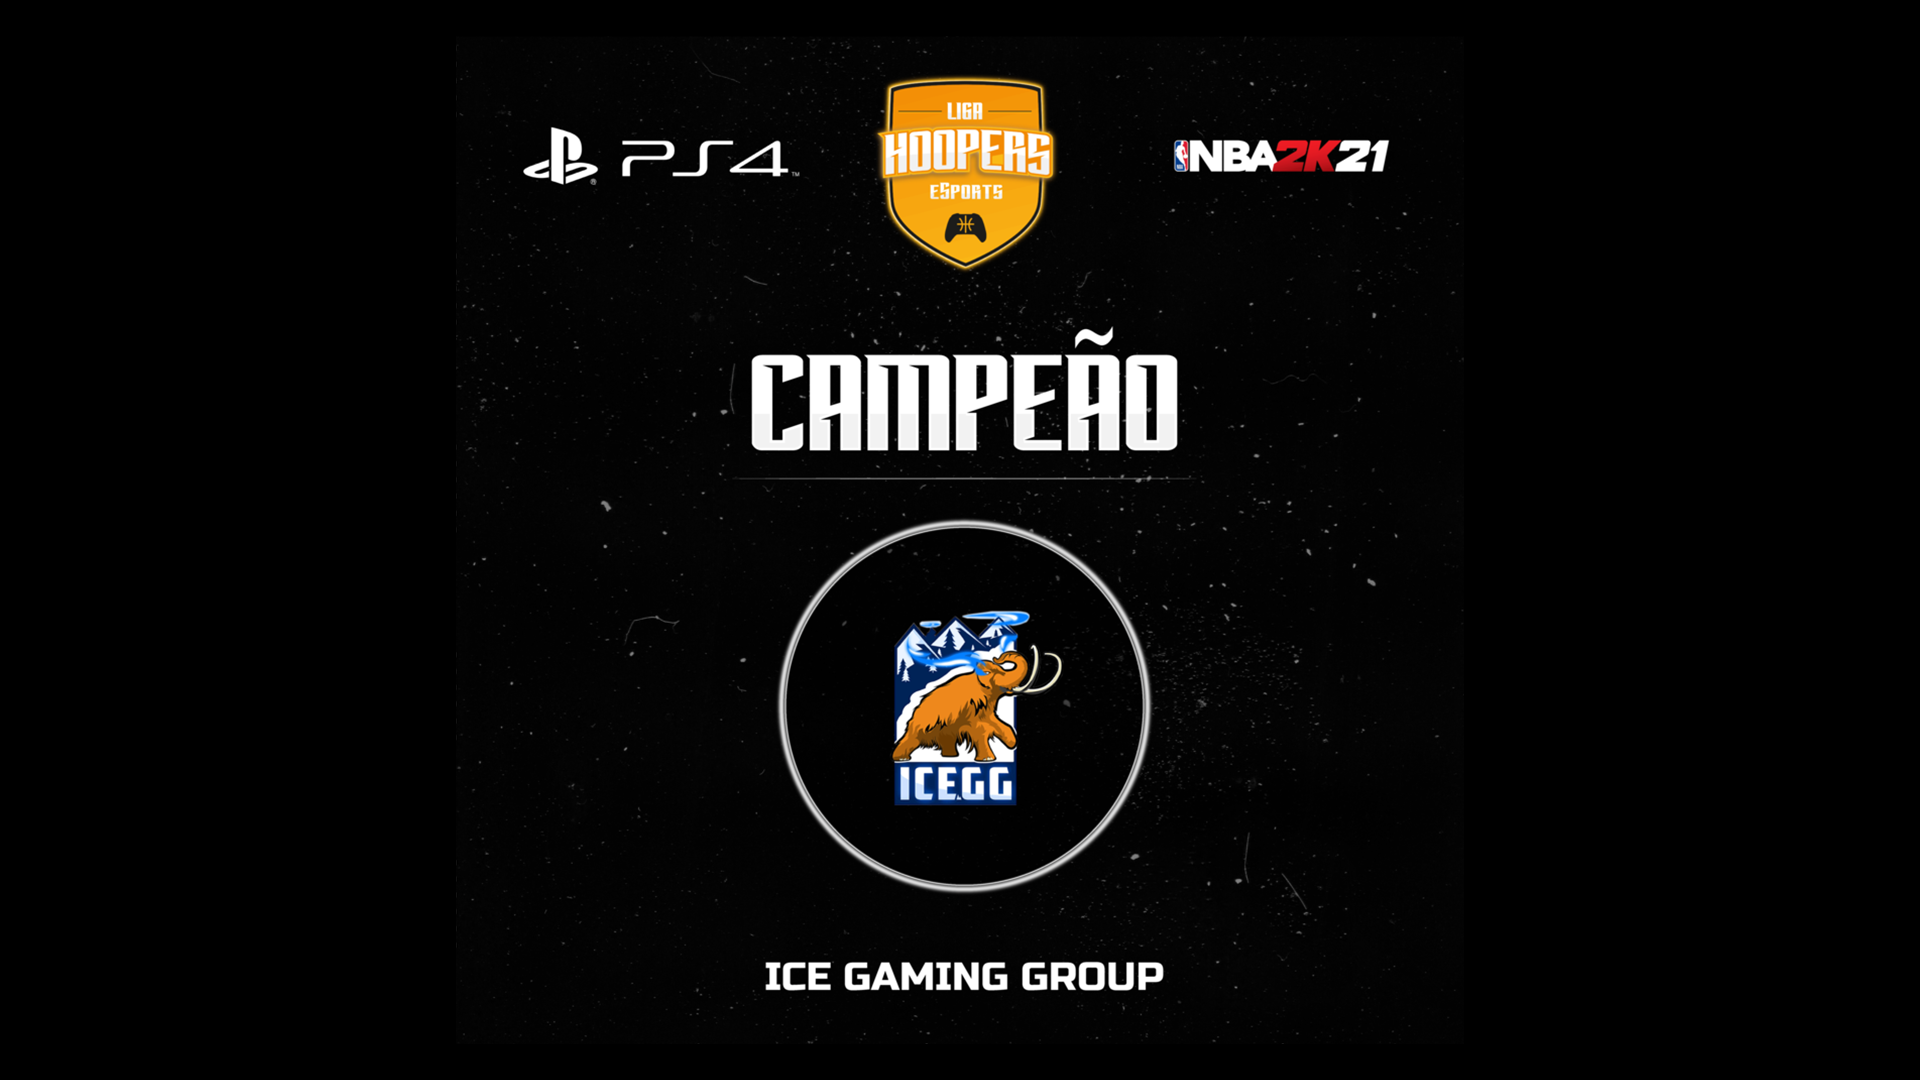 PS4
LIGA
HOOPERS
eSPORTS
NBA2K21
CAMPEÃO
ICEGG
ICE GAMING GROUP